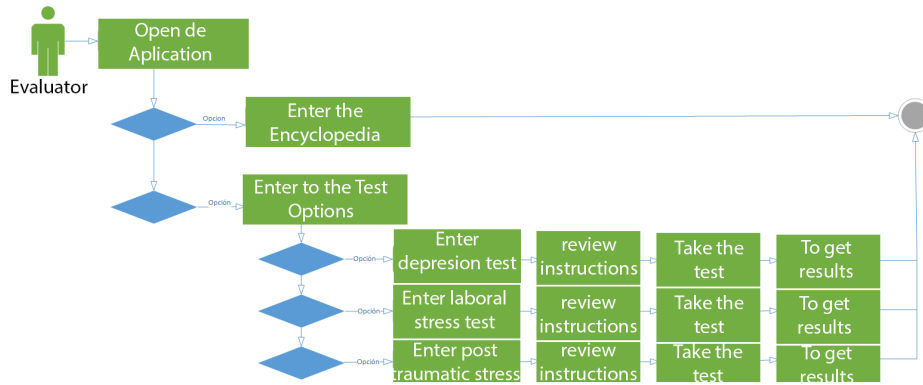 Open de
Aplication
Evaluator
Opcion
Enter the
Encyclopedia
Opción
Enter to the Test
Options
Opción
Enter
depresion test
review
instructions
Take the
test
To get
results
Opción
Enter laboral
stress test
review
instructions
Take the
test
To get
results
Opción
Enter post
traumatic stress
review
instructions
Take the
test
To get
results